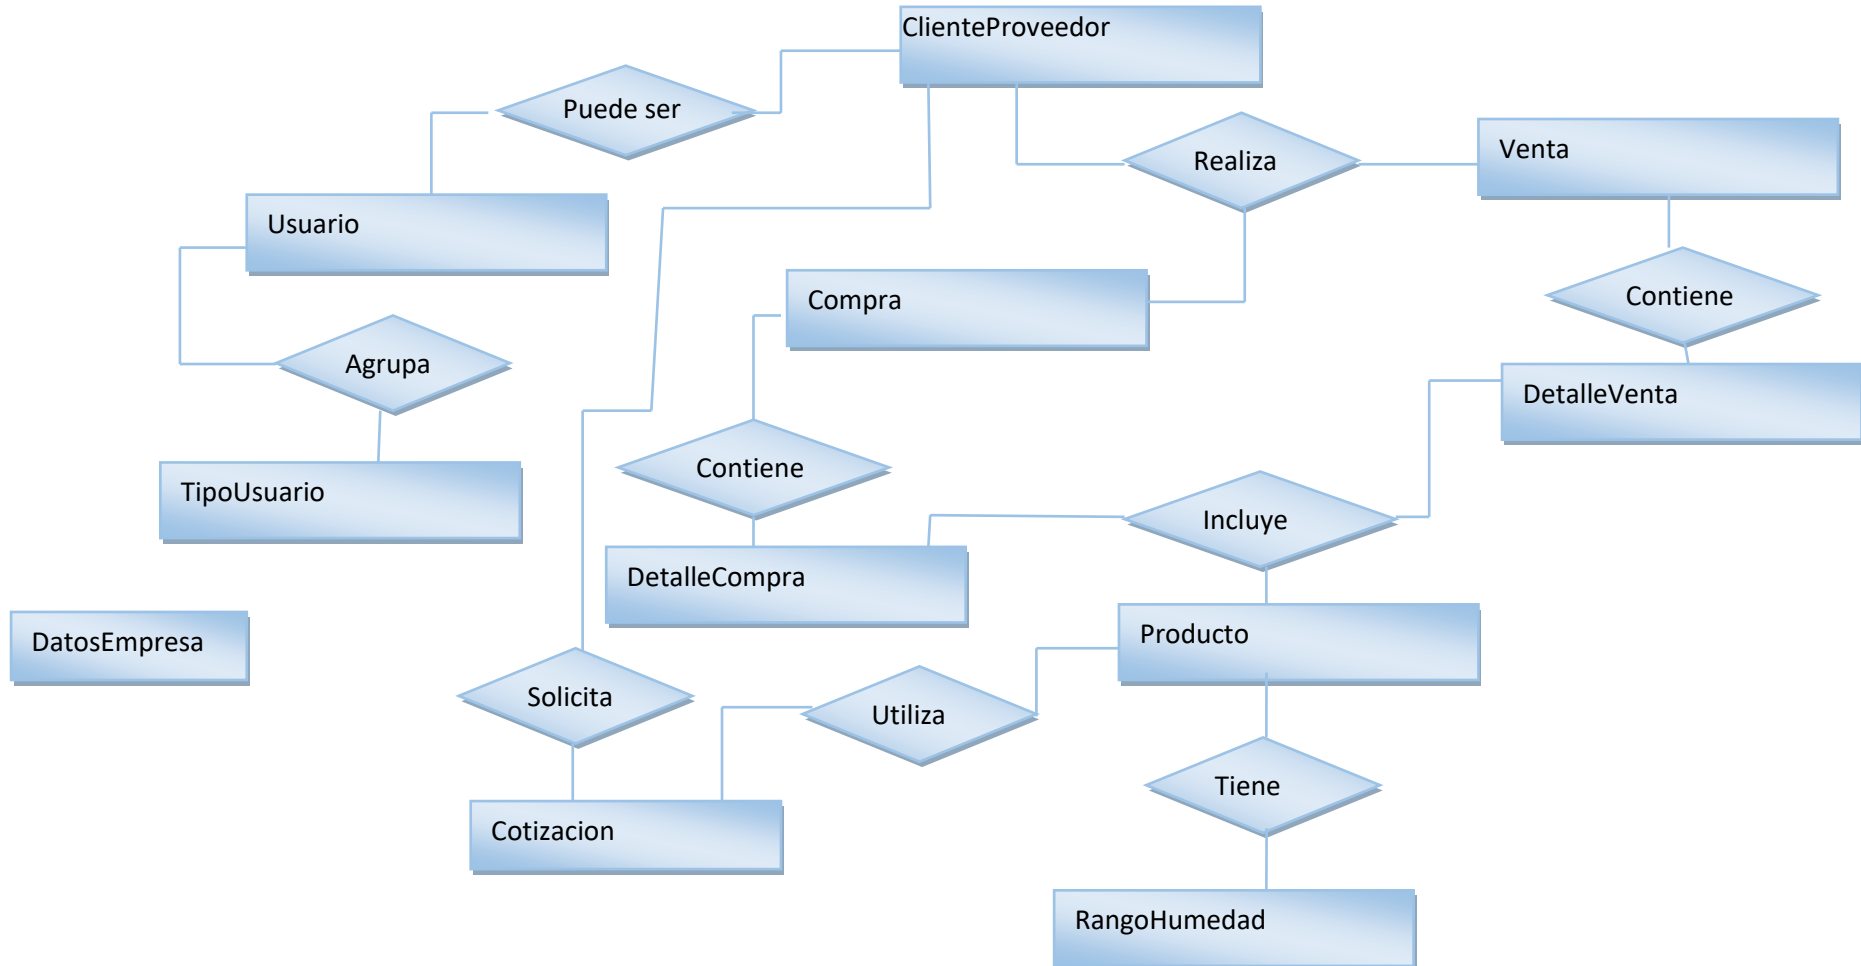 ClienteProveedor
Puede ser
Realiza
Venta
Usuario
Compra
Contiene
Agrupa
DetalleVenta
Contiene
TipoUsuario
Incluye
DetalleCompra
DatosEmpresa
Producto
Solicita
Utiliza
Tiene
Cotizacion
RangoHumedad